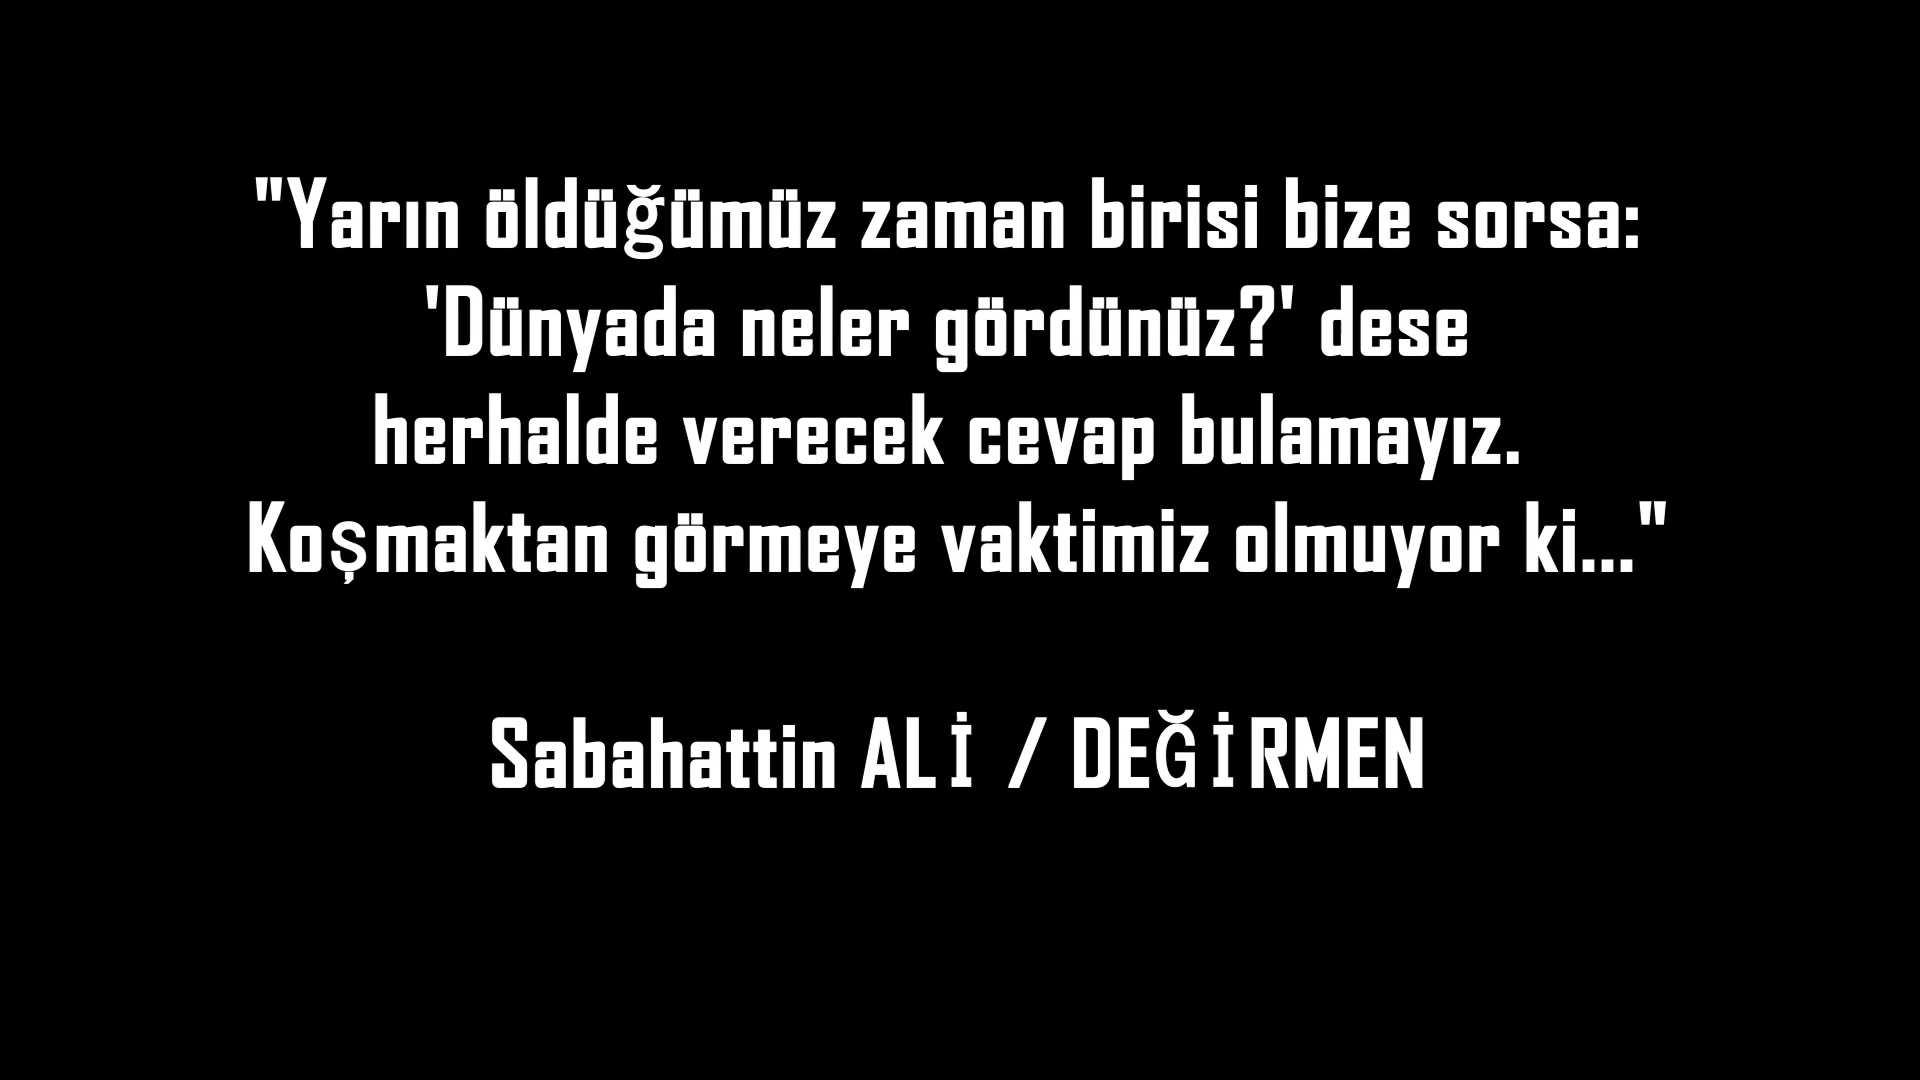 "Yarın öldüğümüz zaman birisi bize sorsa:
'Dünyada neler gördünüz?' dese
herhalde verecek cevap bulamayız.
Koşmaktan görmeye vaktimiz olmuyor ki..."
Sabahattin ALİ / DEĞİRMEN